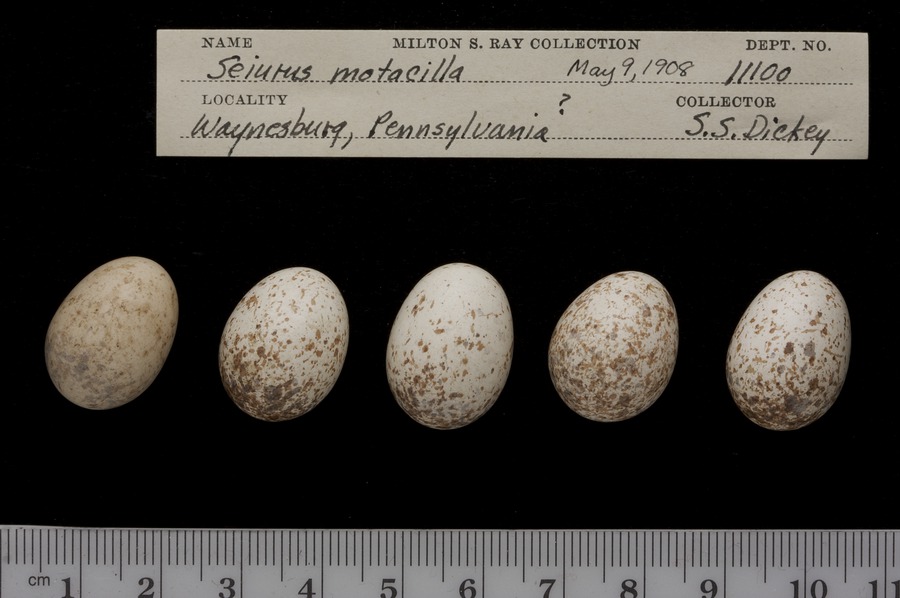 NAME MILTON S. RAY COLLECTION DEPT. NO.
Seiurus motacilla May 9, 1908 11100
LOCALITY ? COLLECTOR
Waynesburg, Pennsylvania S.S. Dickey
cm 1 2 3 4 5 6 7 8 9 10 11